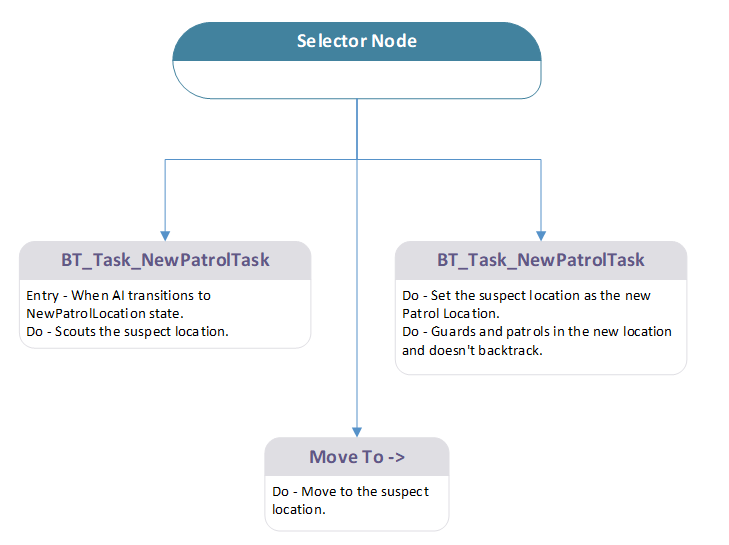 Selector Node
BT_Task_NewPatrolTask
Entry - When AI transitions to
NewPatrolLocation state.
Do - Scouts the suspect location.
BT_Task_NewPatrolTask
Do - Set the suspect location as the new
Patrol Location.
Do - Guards and patrols in the new location
and doesn't backtrack.
Move To ->
Do - Move to the suspect
location.